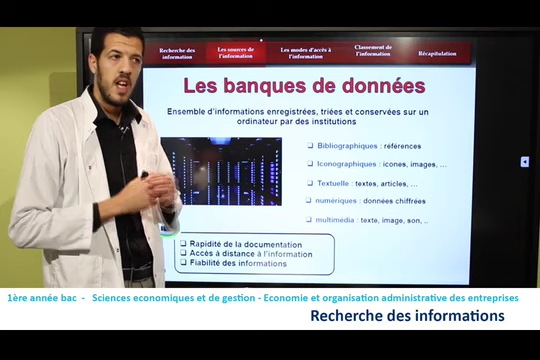 Recherche des information
Les sources de l'information
Les modes d'accès à l'information
Classement de l'information
Récapitulation
Les banques de données
Ensemble d'informations enregistrées, triées et conservées sur un
ordinateur par des institutions
❑ Bibliographiques : références
❑ Iconographiques : icones, images, ...
❑ Textuelle : textes, articles, ...
❑ numériques : données chiffrées
❑ multimédia : texte, image, son, ..
❑ Rapidité de la documentation
❑ Accès à distance à l'information
❑ Fiabilité des informations
1ère année bac - Sciences economiques et de gestion - Economie et organisation administrative des entreprises
Recherche des informations